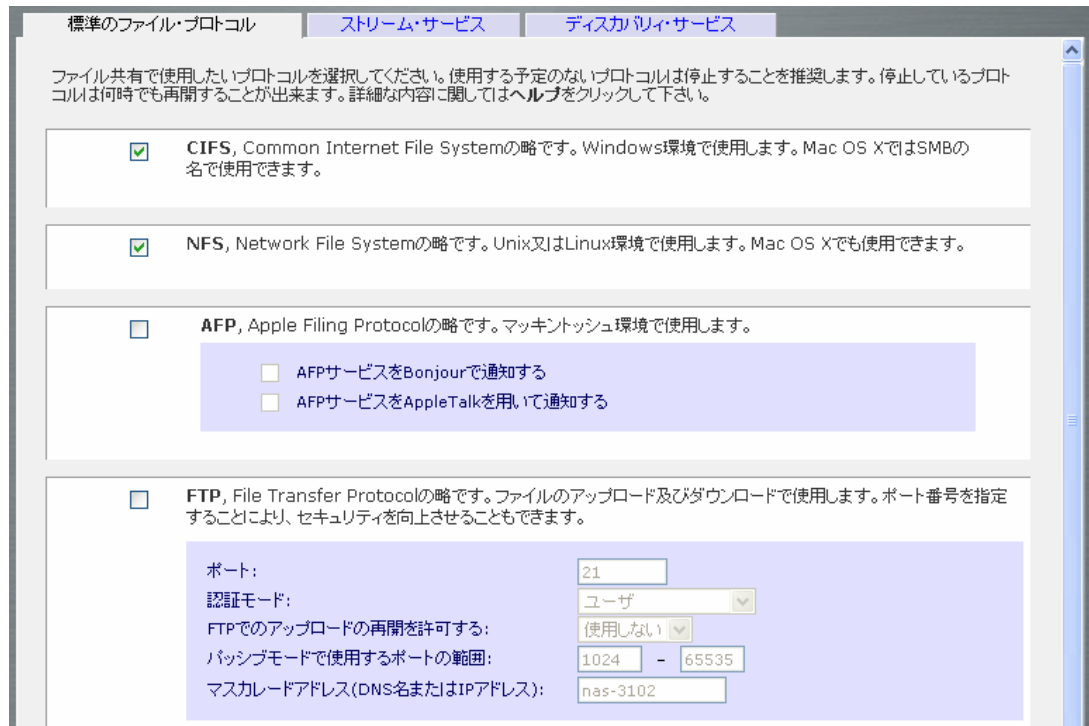 標準のファイル・プロトコル
ストリーム・サービス
ディスカバリィ・サービス
ファイル共有で使用したいプロトコルを選択してください。使用する予定のないプロトコルは停止することを推奨します。停止しているプロト
コルは何時でも再開することが出来ます。詳細な内容に関してはヘルプをクリックして下さい。
CIFS, Common Internet File Systemの略です。Windows環境で使用します。Mac OS XではSMBの
名で使用できます。
NFS, Network File Systemの略です。Unix又はLinux環境で使用します。Mac OS Xでも使用できます。
AFP, Apple Filing Protocolの略です。マッキントッシュ環境で使用します。
AFPサービスをBonjourで通知する
AFPサービスをAppleTalkを用いて通知する
FTP, File Transfer Protocolの略です。ファイルのアップロード及びダウンロードで使用します。ポート番号を指定
することにより、セキュリティを向上させることもできます。
ポート: 21
認証モード: ユーザ
FTPでのアップロードの再開を許可する: 使用しない
パッシブモードで使用するポートの範囲: 1024 - 65535
マスカレードアドレス(DNS名またはIPアドレス): nas-3102